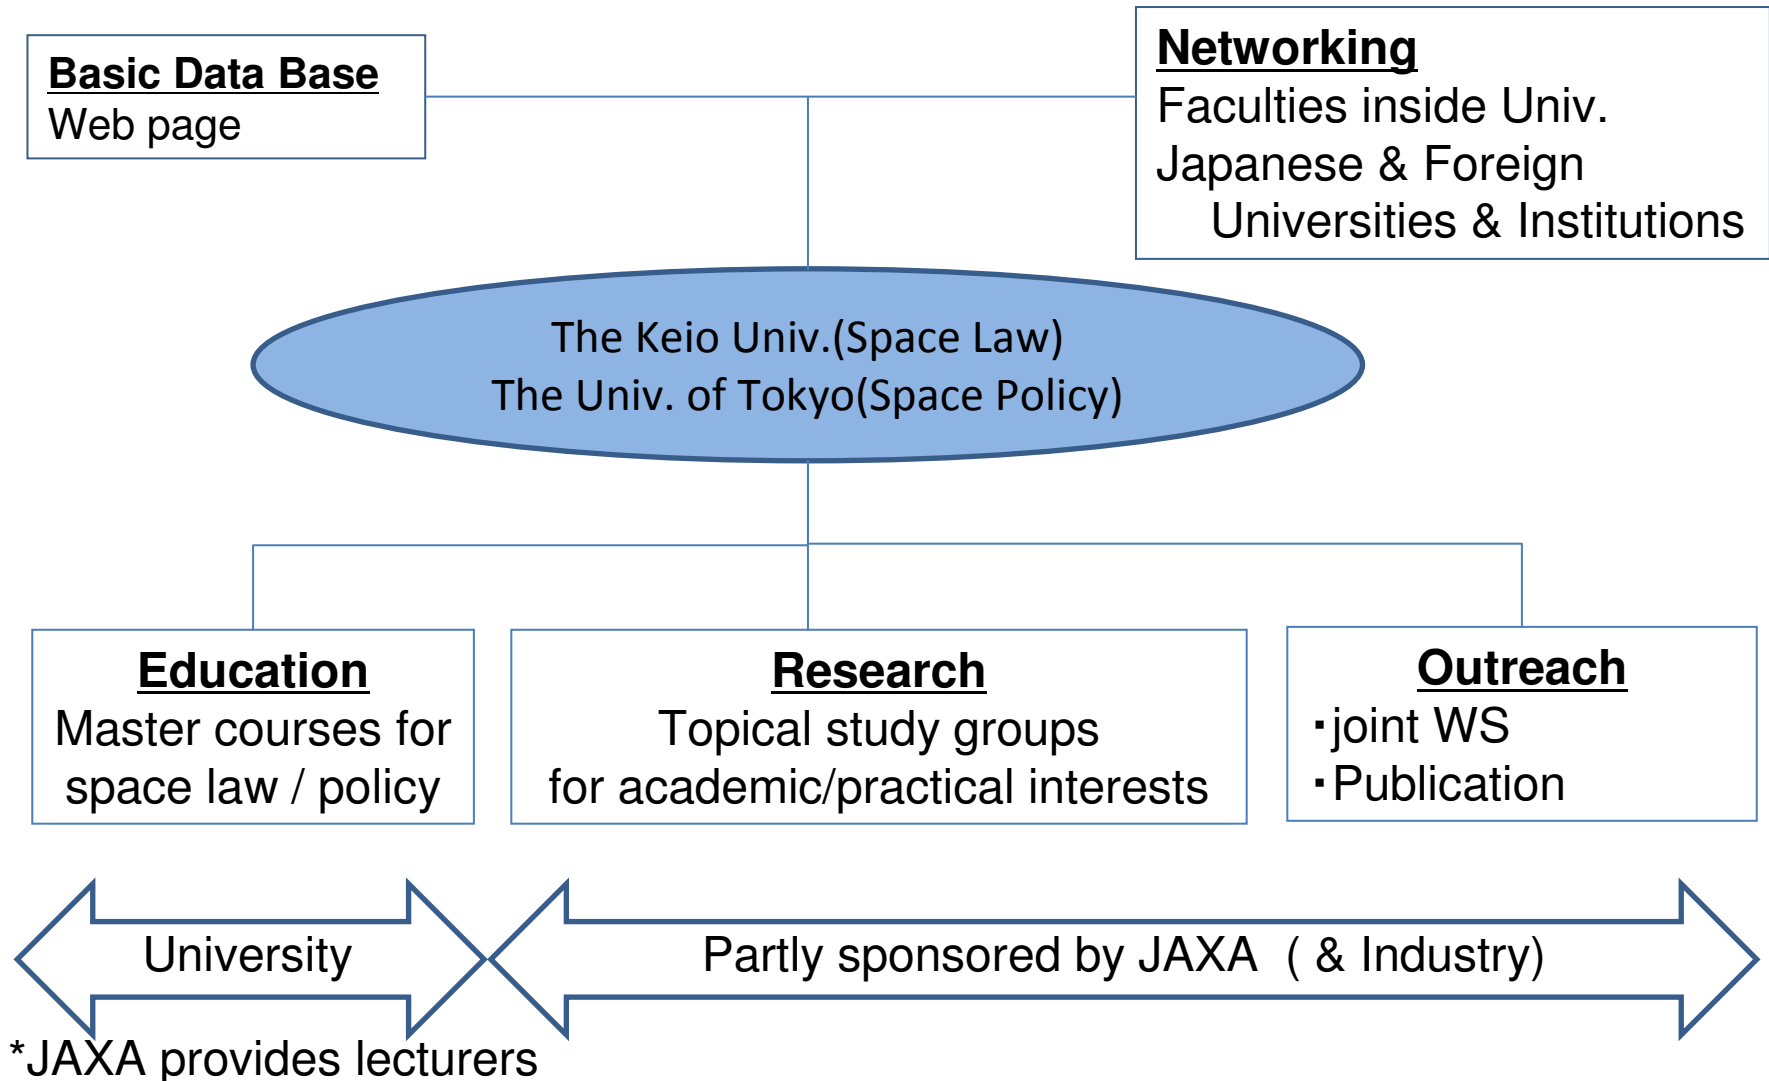 Basic Data Base
Web page
Networking
Faculties inside Univ.
Japanese & Foreign
Universities & Institutions
The Keio Univ.(Space Law)
The Univ. of Tokyo(Space Policy)
Education
Master courses for
space law / policy
Research
Topical study groups
for academic/practical interests
Outreach
・joint WS
・Publication
University
Partly sponsored by JAXA ( & Industry)
*JAXA provides lecturers